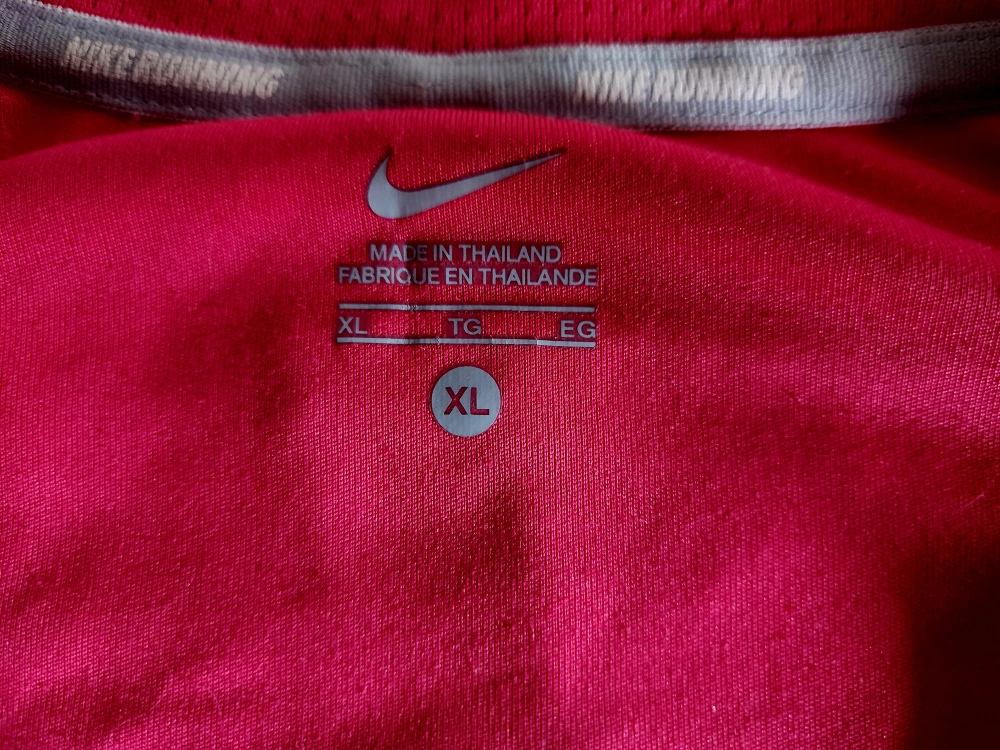 NIKE RUNNING NIKE RUNNING
MADE IN THAILAND
FABRIQUE EN THAILANDE
XL TG EG
XL